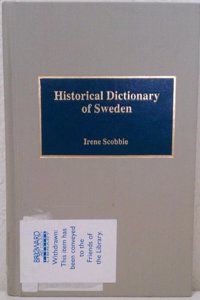 Historical Dictionary
of Sweden
Irene Scobbie
BROWARD
Withdrawn:
This item has
been conveyed
to the
Friends of
the Library.